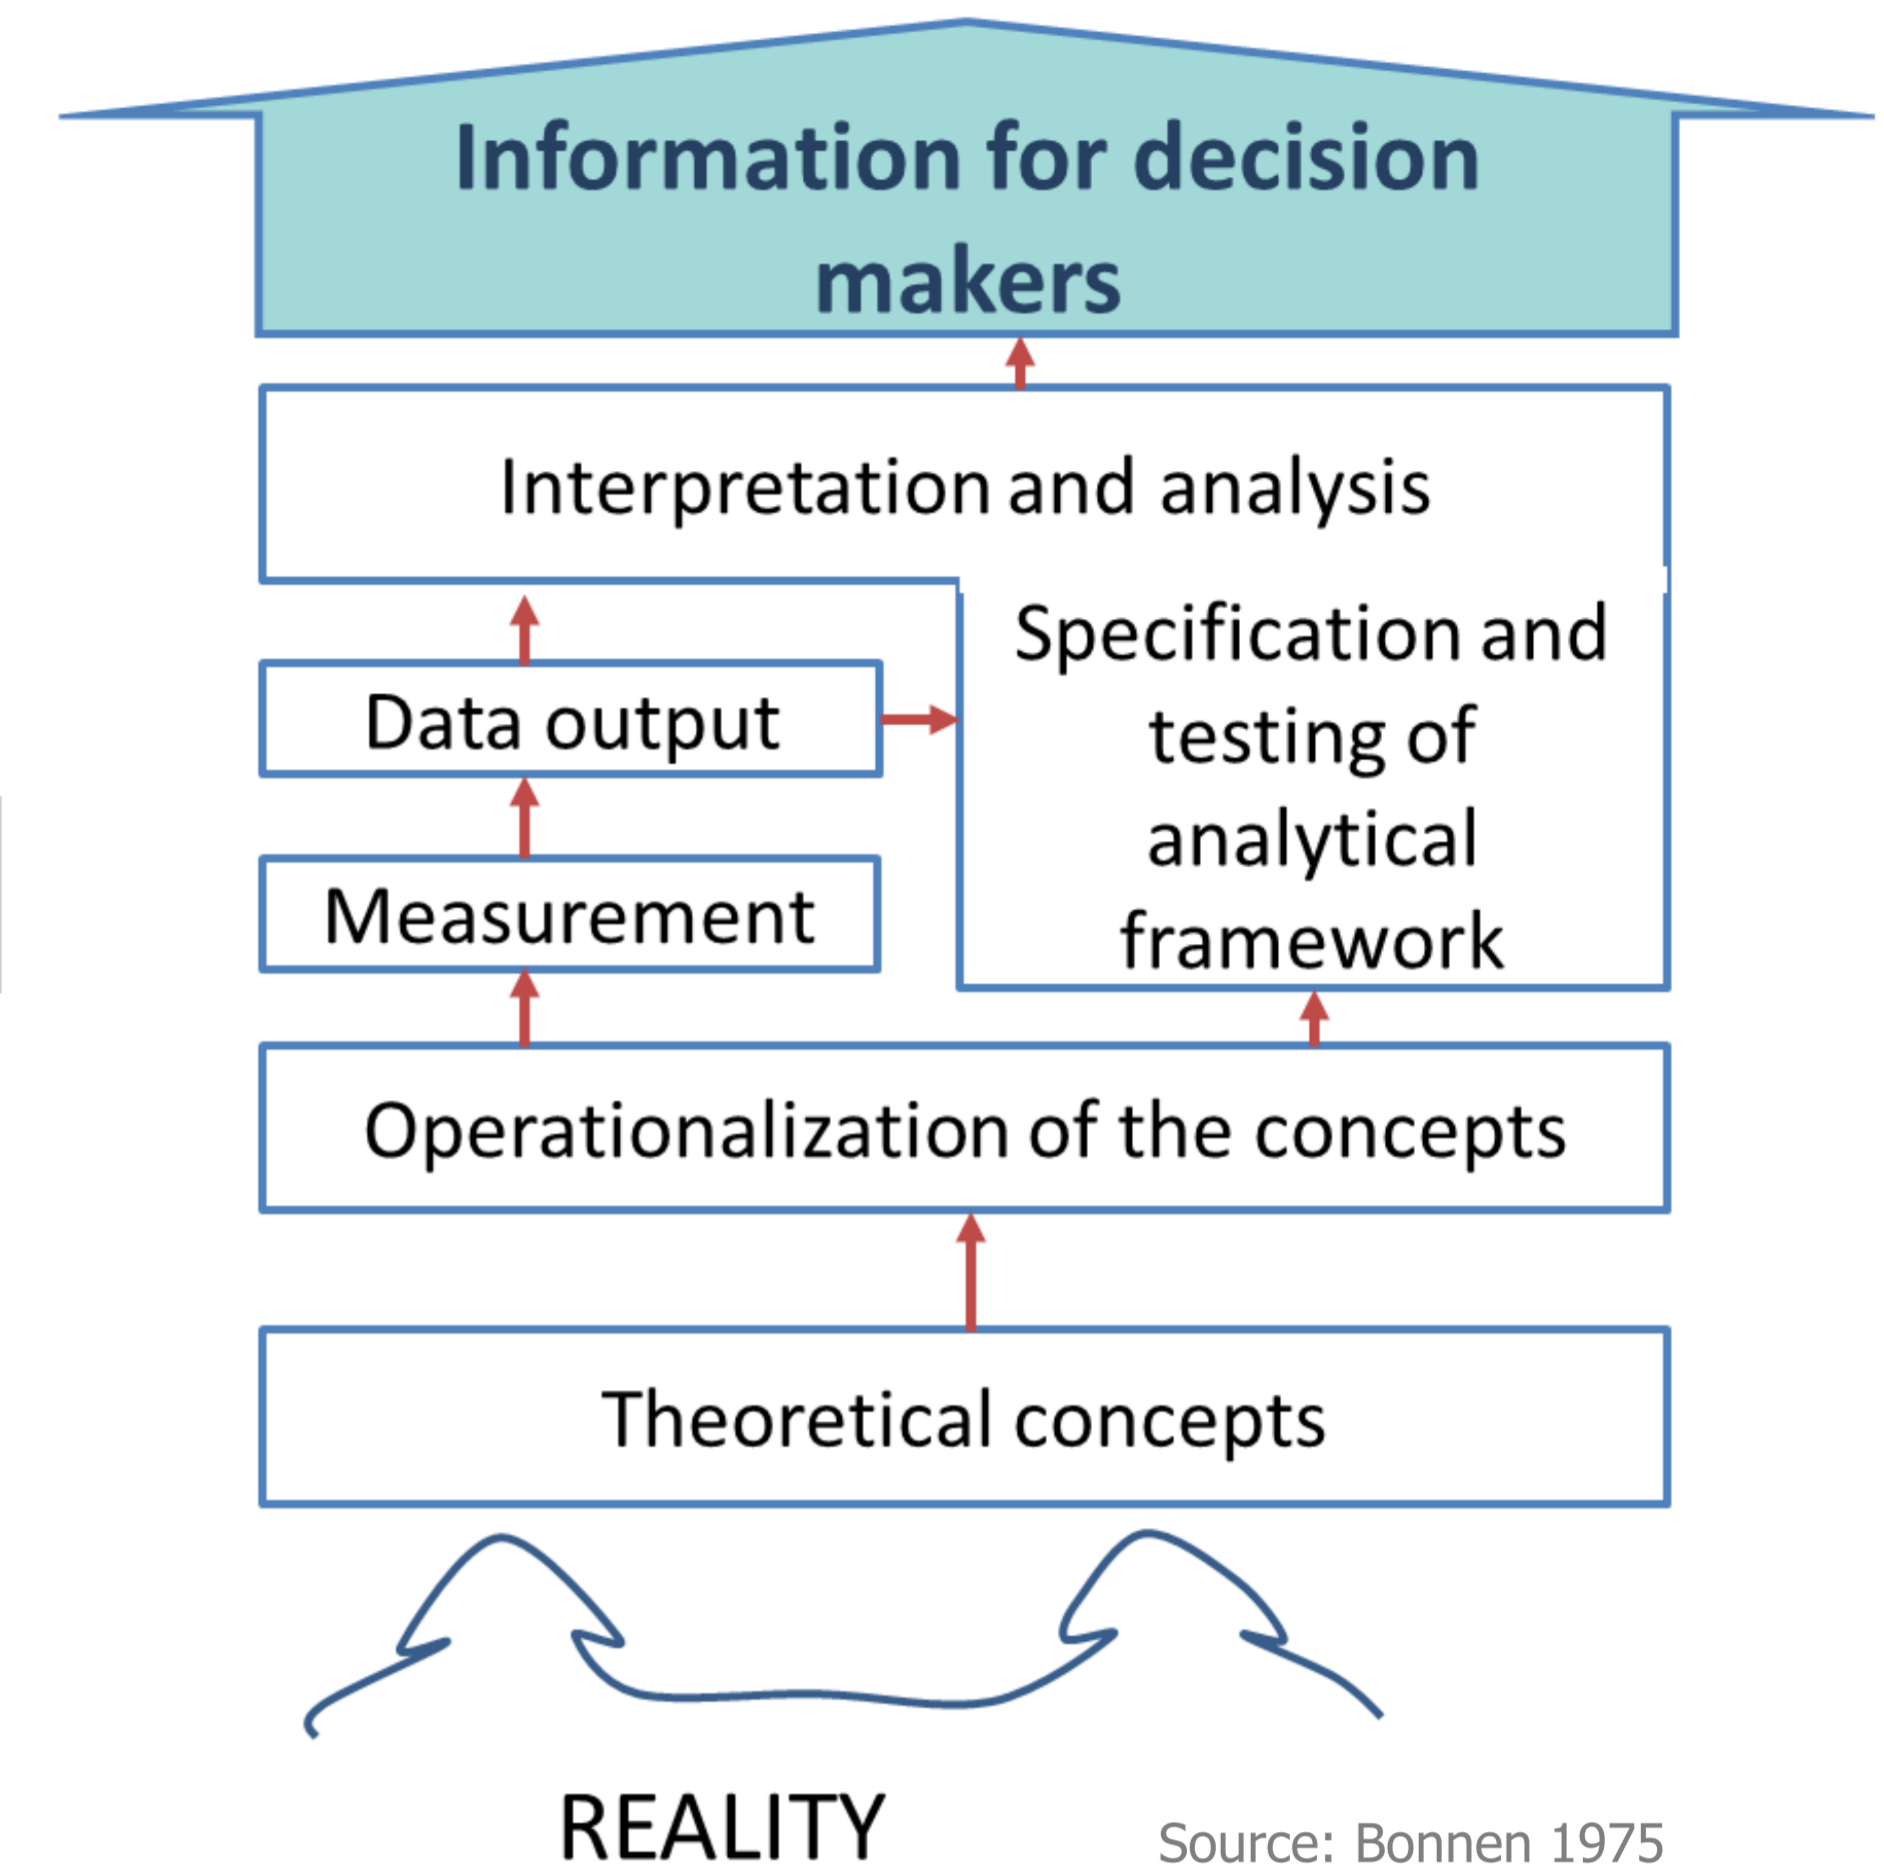 Information for decision
makers
Interpretation and analysis
Specification and
testing of
analytical
framework
Data output
Measurement
Operationalization of the concepts
Theoretical concepts
REALITY
Source: Bonnen 1975